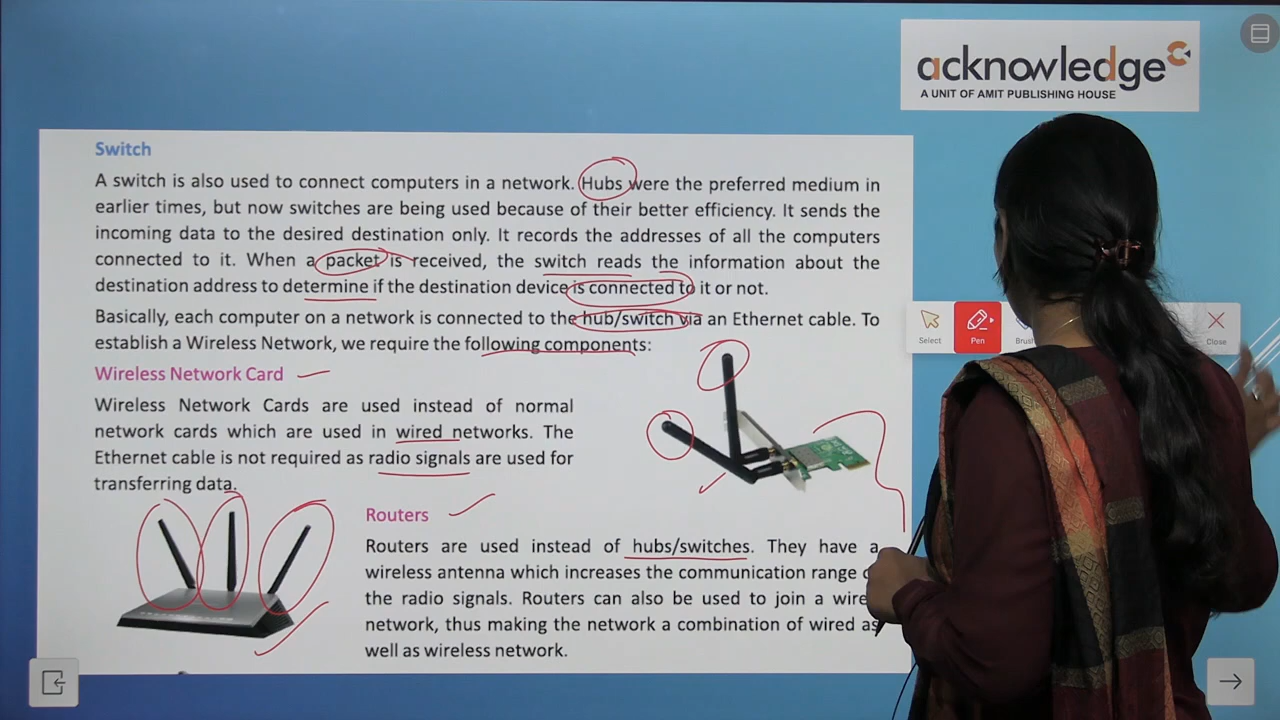 acknowledge
A UNIT OF AMIT PUBLISHING HOUSE
Switch
A switch is also used to connect computers in a network. Hubs were the preferred medium in
earlier times, but now switches are being used because of their better efficiency. It sends the
incoming data to the desired destination only. It records the addresses of all the computers
connected to it. When a packet is received, the switch reads the information about the
destination address to determine if the destination device is connected to it or not.
Basically, each computer on a network is connected to the hub/switch via an Ethernet cable. To
establish a Wireless Network, we require the following components:
Wireless Network Card
Wireless Network Cards are used instead of normal
network cards which are used in wired networks. The
Ethernet cable is not required as radio signals are used for
transferring data.
Routers
Routers are used instead of hubs/switches. They have a
wireless antenna which increases the communication range
the radio signals. Routers can also be used to join a wire
network, thus making the network a combination of wired as
well as wireless network.
Select
Pen
Brus
Close